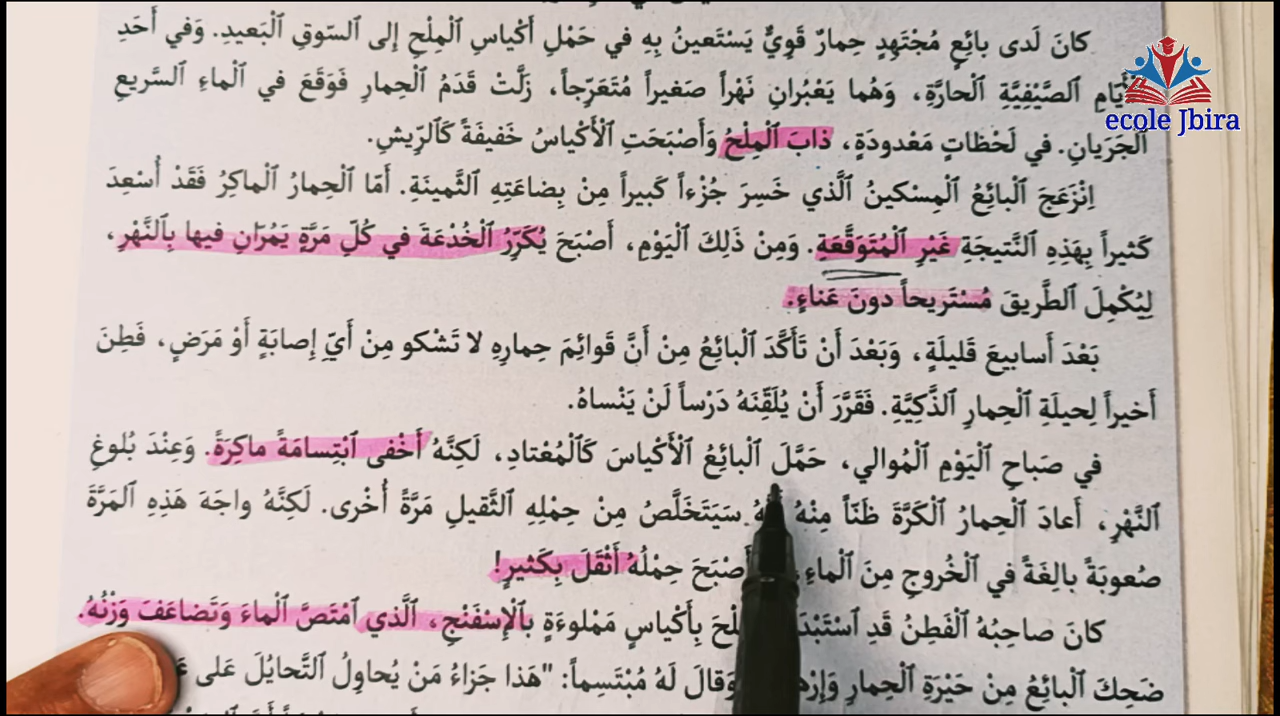 كانَ لَدى بائِعٍ مُجْتَهِدٍ حِمارٌ قَوِيٌّ يَسْتَعينُ بِهِ في حَمْلِ أَكْياسِ ٱلْمِلْحِ إلى ٱلسّوقِ ٱلْبَعيدِ. وَفي أَحَدِ
ٱلْأَيّامِ ٱلصَّيْفِيَّةِ ٱلْحارَّةِ، وَهُما يَعْبُرانِ نَهْراً صَغيراً مُتَعَرِّجاً، زَلَّتْ قَدَمُ ٱلْحِمارِ فَوَقَعَ في ٱلْماءِ ٱلسَّريعِ
ٱلْجَرَيانِ. في لَحْظاتٍ مَعْدودَةٍ، ذابَ ٱلْمِلْحُ وَأَصْبَحَتِ ٱلْأَكْياسُ خَفيفَةً كَٱلرّيشِ.
اِنْزَعَجَ ٱلْبائِعُ ٱلْمِسْكينُ ٱلَّذي خَسِرَ جُزْءاً كَبيراً مِنْ بِضاعَتِهِ ٱلثَّمينَةِ. أَمّا ٱلْحِمارُ ٱلْماكِرُ فَقَدْ أُسْعِدَ
كَثيراً بِهَذِهِ ٱلنَّتيجَةِ غَيْرِ ٱلْمُتَوَقَّعَةِ. وَمِنْ ذَلِكَ ٱلْيَوْمِ، أَصْبَحَ يُكَرِّرُ ٱلْخُدْعَةَ في كُلِّ مَرَّةٍ يَمُرّانِ فيها بِٱلنَّهْرِ،
لِيُكْمِلَ ٱلطَّريقَ مُسْتَريحاً دونَ عَناءٍ.
بَعْدَ أَسابيعَ قَليلَةٍ، وَبَعْدَ أَنْ تَأَكَّدَ ٱلْبائِعُ مِنْ أَنَّ قَوائِمَ حِمارِهِ لا تَشْكو مِنْ أَيِّ إصابَةٍ أَوْ مَرَضٍ، فَطِنَ
أَخيراً لِحيلَةِ ٱلْحِمارِ ٱلذَّكِيَّةِ. فَقَرَّرَ أَنْ يُلَقِّنَهُ دَرْساً لَنْ يَنْساهُ.
في صَباحِ ٱلْيَوْمِ ٱلْمُوالي، حَمَّلَ ٱلْبائِعُ ٱلْأَكْياسَ كَٱلْمُعْتادِ، لَكِنَّهُ أَخْفى ٱبْتِسامَةً ماكِرَةً. وَعِنْدَ بُلوغِ
ٱلنَّهْرِ، أَعادَ ٱلْحِمارُ ٱلْكَرَّةَ ظَنّاً مِنْهُ سَيَتَخَلَّصُ مِنْ حِمْلِهِ ٱلثَّقيلِ مَرَّةً أُخْرى. لَكِنَّهُ واجَهَ هَذِهِ ٱلمَرَّةَ
صُعوبَةً بالِغَةً في ٱلْخُروجِ مِنَ ٱلْماءِ أَصْبَحَ حِمْلُهُ أَثْقَلَ بِكَثيرٍ!
كانَ صاحِبُهُ ٱلْفَطِنُ قَدِ بِأَكْياسٍ مَمْلوءَةٍ بٱلْإِسْفَنْجِ، ٱلَّذي ٱمْتَصَّ ٱلْماءَ وَتَضاعَفَ وَزْنُهُ.
ضَحِكَ ٱلْبائِعُ مِنْ حَيْرَةِ ٱلْحِمارِ وَقالَ لَهُ مُبْتَسِماً: "هَذا جَزاءُ مَنْ يُحاوِلُ ٱلتَّحايُلَ عَلى
ecole Jbira